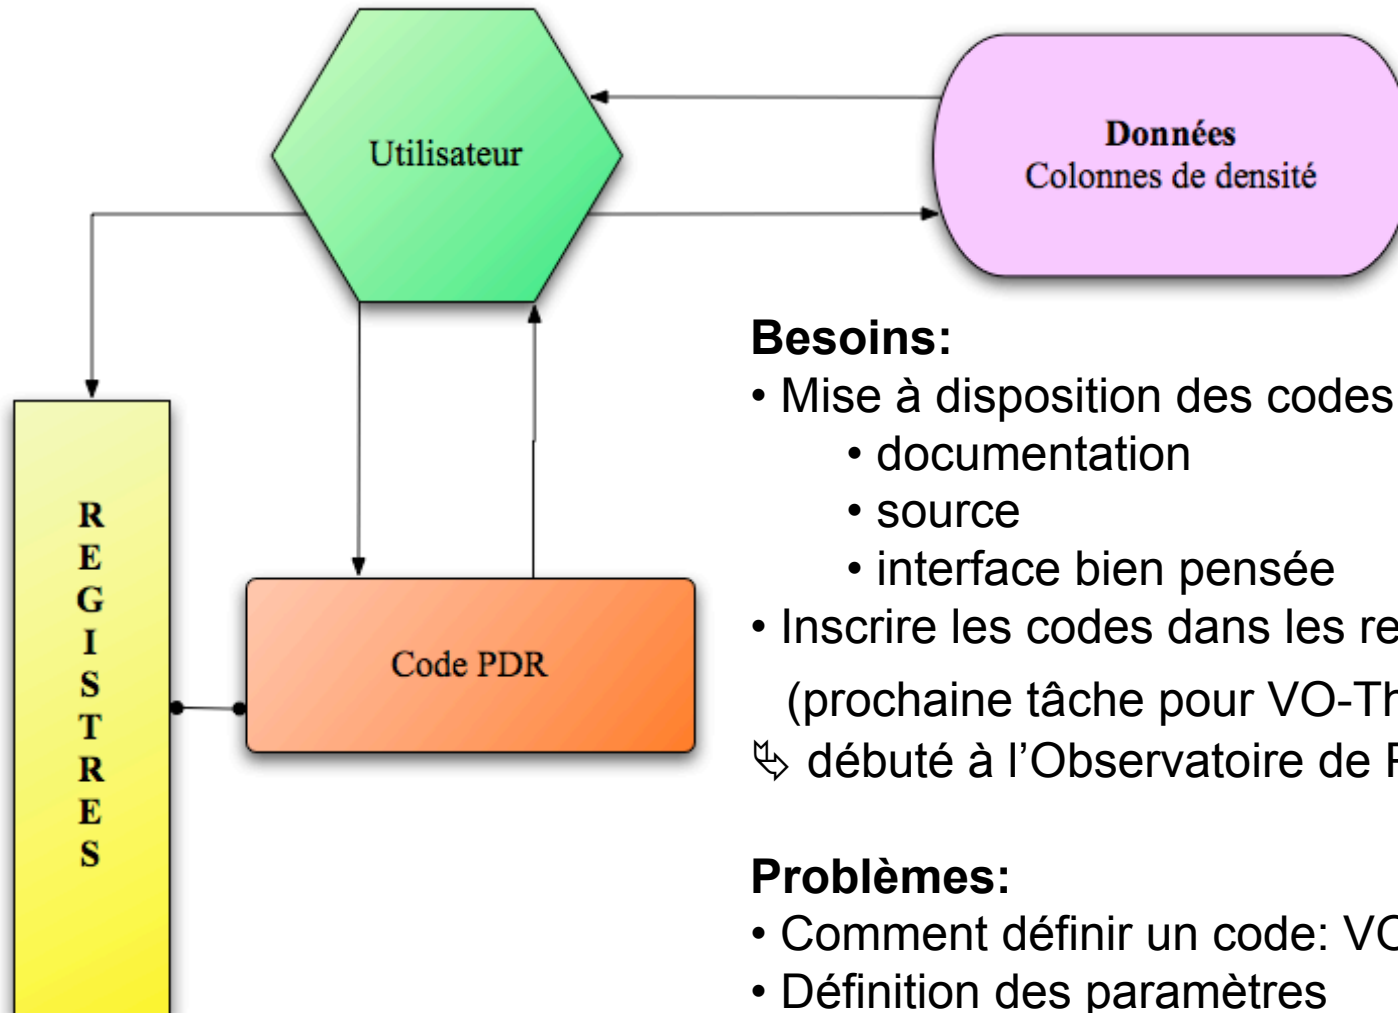 Utilisateur
Données
Colonnes de densité
Besoins:
• Mise à disposition des codes
• documentation
• source
• interface bien pensée
• Inscrire les codes dans les
(prochaine tâche pour
débuté à l’Observatoire de
REGISTRES
Code PDR
Problèmes:
• Comment définir un code:
• Définition des paramètres